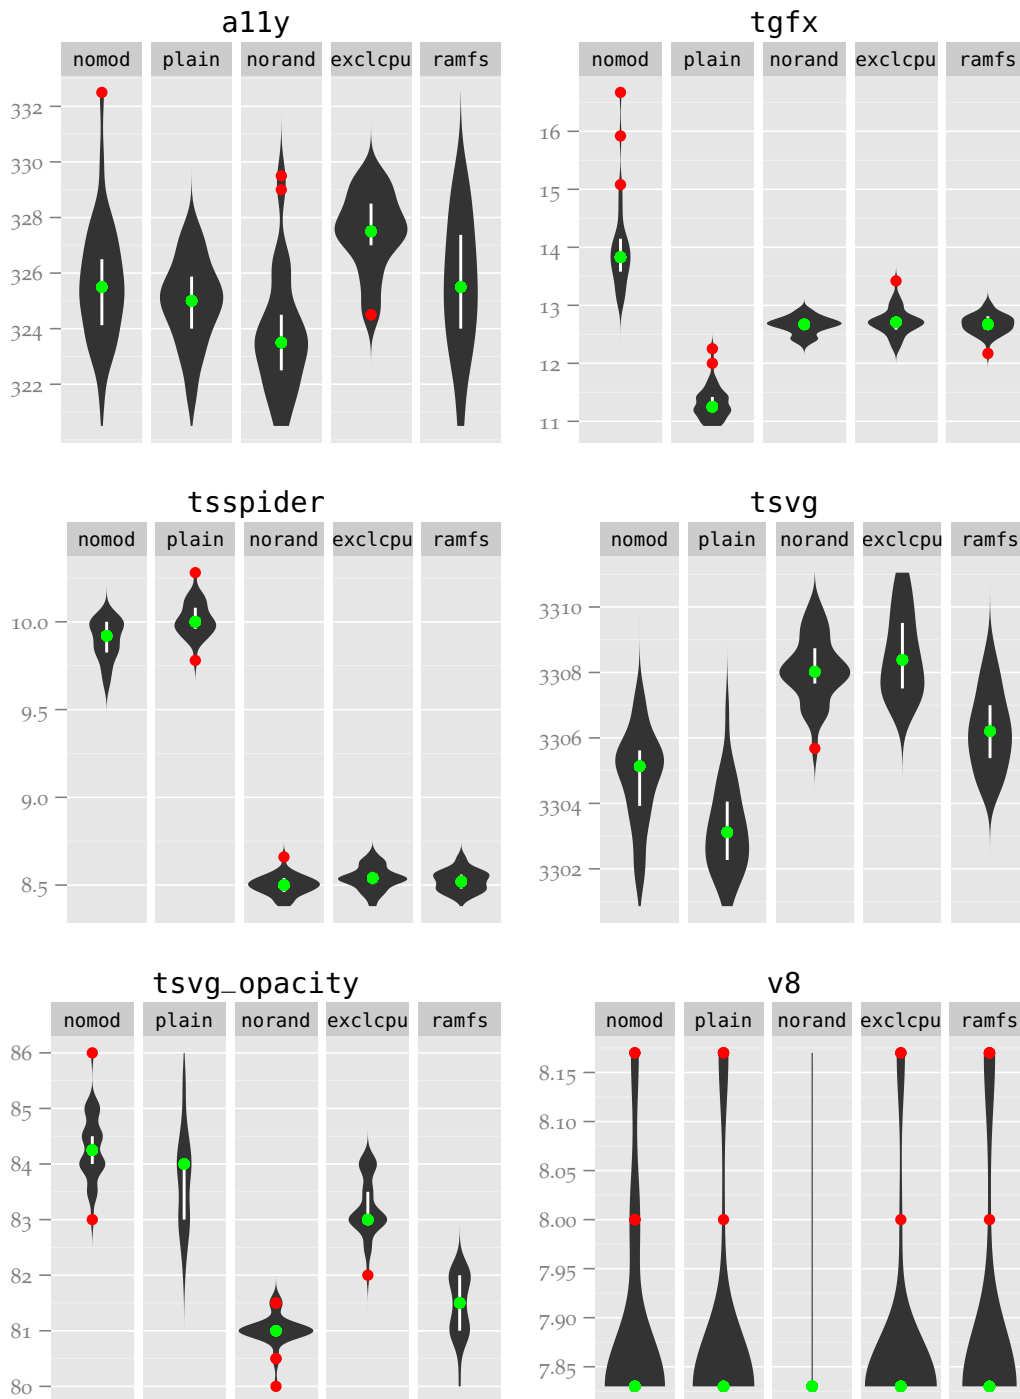 a11y
nomod plain norand exclcpu ramfs
332
330
328
326
324
322
tgfx
nomod plain norand exclcpu ramfs
16
15
14
13
12
11
tsspider
nomod plain norand exclcpu ramfs
10.0
9.5
9.0
8.5
tsvg
nomod plain norand exclcpu ramfs
3310
3308
3306
3304
3302
tsvg_opacity
nomod plain norand exclcpu ramfs
86
85
84
83
82
81
80
v8
nomod plain norand exclcpu ramfs
8.15
8.10
8.05
8.00
7.95
7.90
7.85